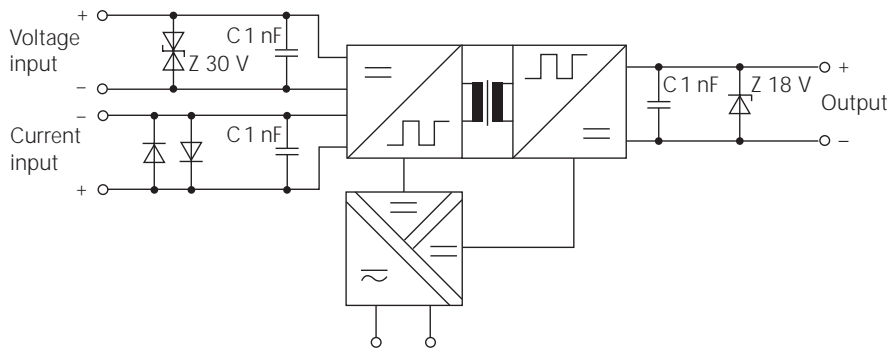 +
Voltage
input
C 1 nF
Z 30 V
–
–
Current
input
C 1 nF
+
C 1 nF
Z 18 V
+
Output
–